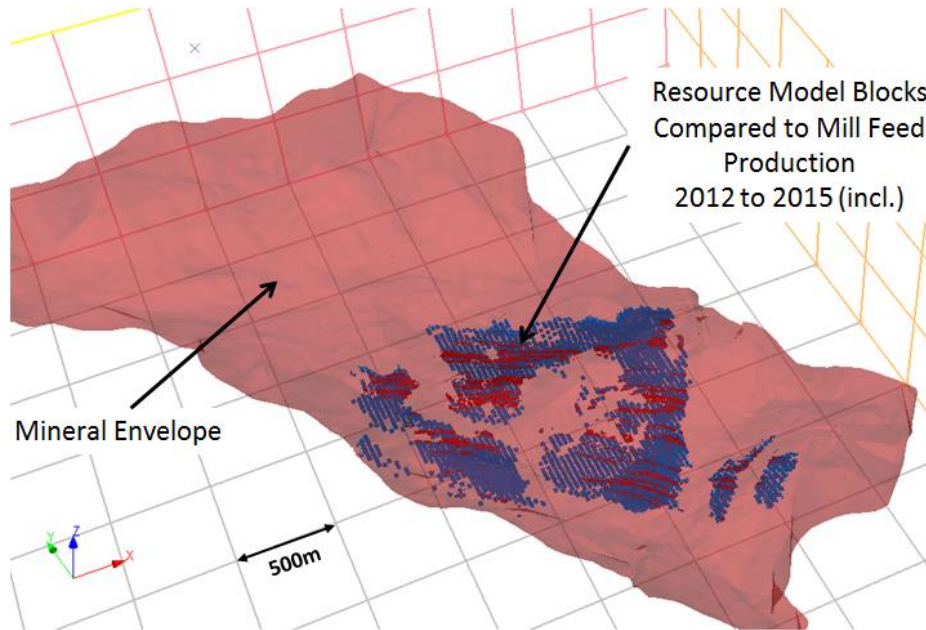 Resource Model Blocks
Compared to Mill Feed
Production
2012 to 2015 (incl.)
Mineral Envelope
500m
Z
Y
X